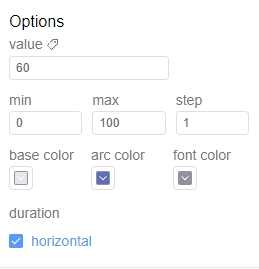 Options
value
60
min max step
0 100 1
base color arc color font color
duration
horizontal